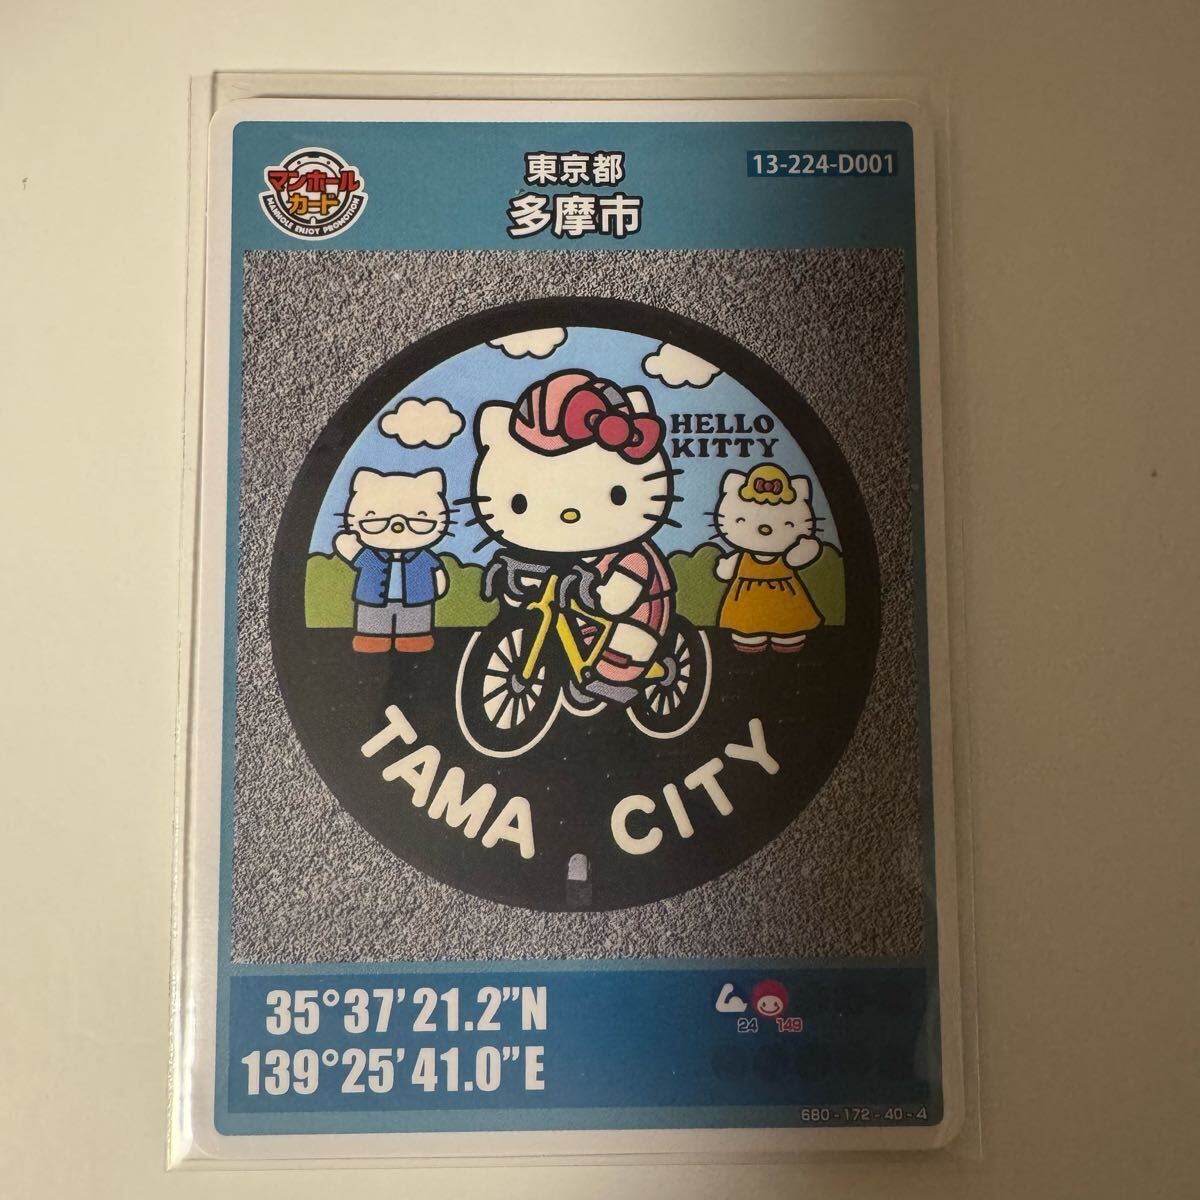 マンホール
カード
MANHOLE ENJOY PROMOTION
東京都
多摩市
13-224-D001
HELLO
KITTY
TAMA CITY
35°37'21.2"N
139°25'41.0"E
24 149
680-172-40-4